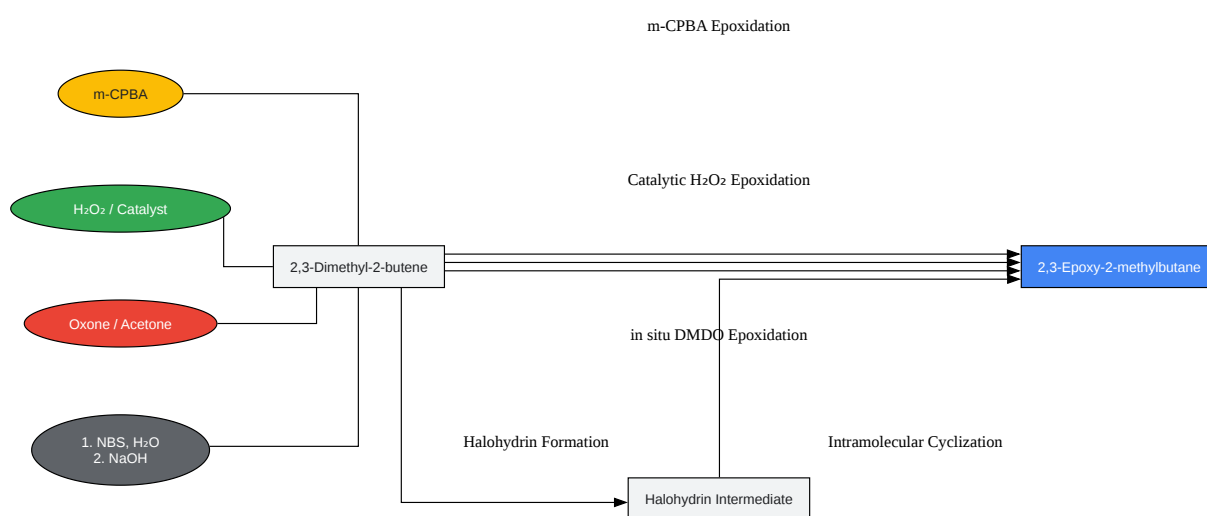 m-CPBA Epoxidation
m-CPBA
Catalytic H₂O₂ Epoxidation
H₂O₂ / Catalyst
2,3-Dimethyl-2-butene
2,3-Epoxy-2-methylbutane
Oxone / Acetone
in situ DMDO Epoxidation
1. NBS, H₂O
2. NaOH
Halohydrin Formation
Intramolecular Cyclization
Halohydrin Intermediate